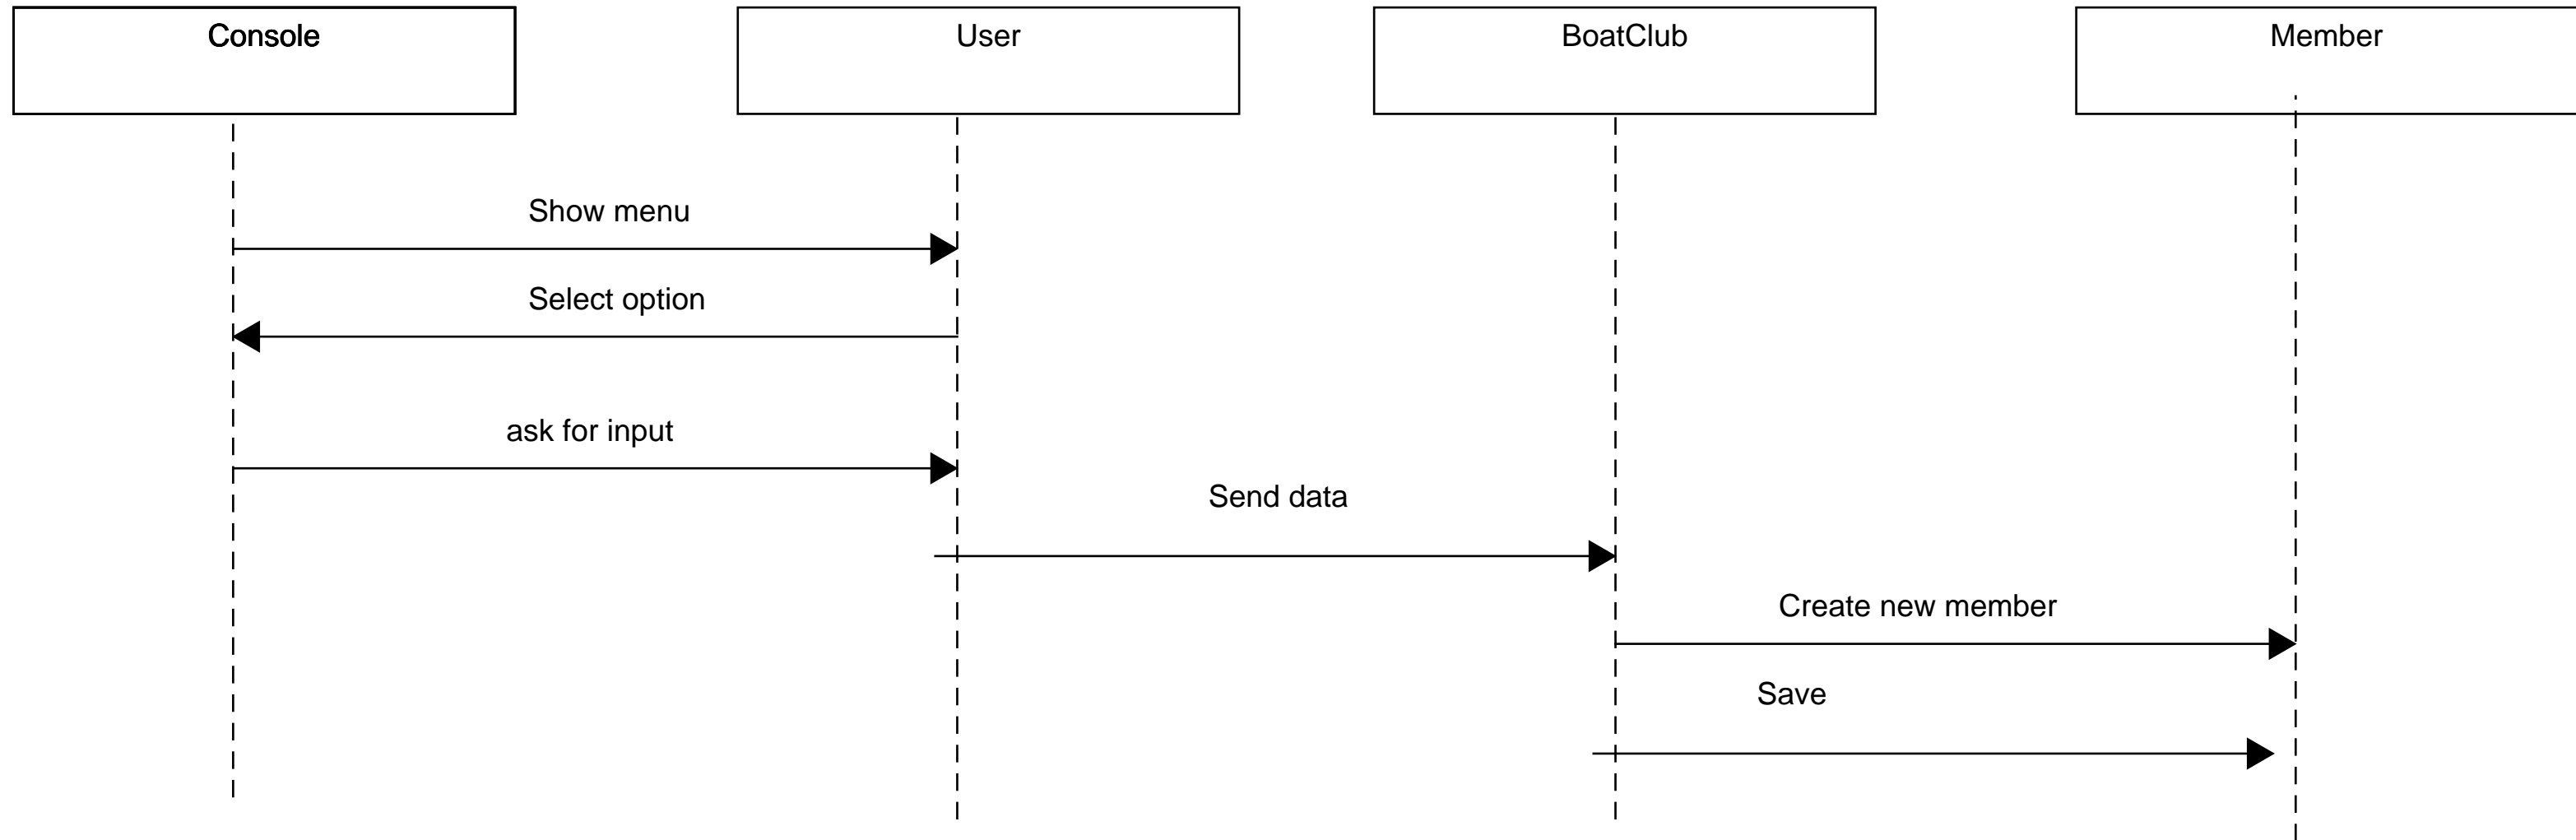 Console
User
BoatClub
Member
Show menu
Select option
ask for input
Send data
Create new member
Save